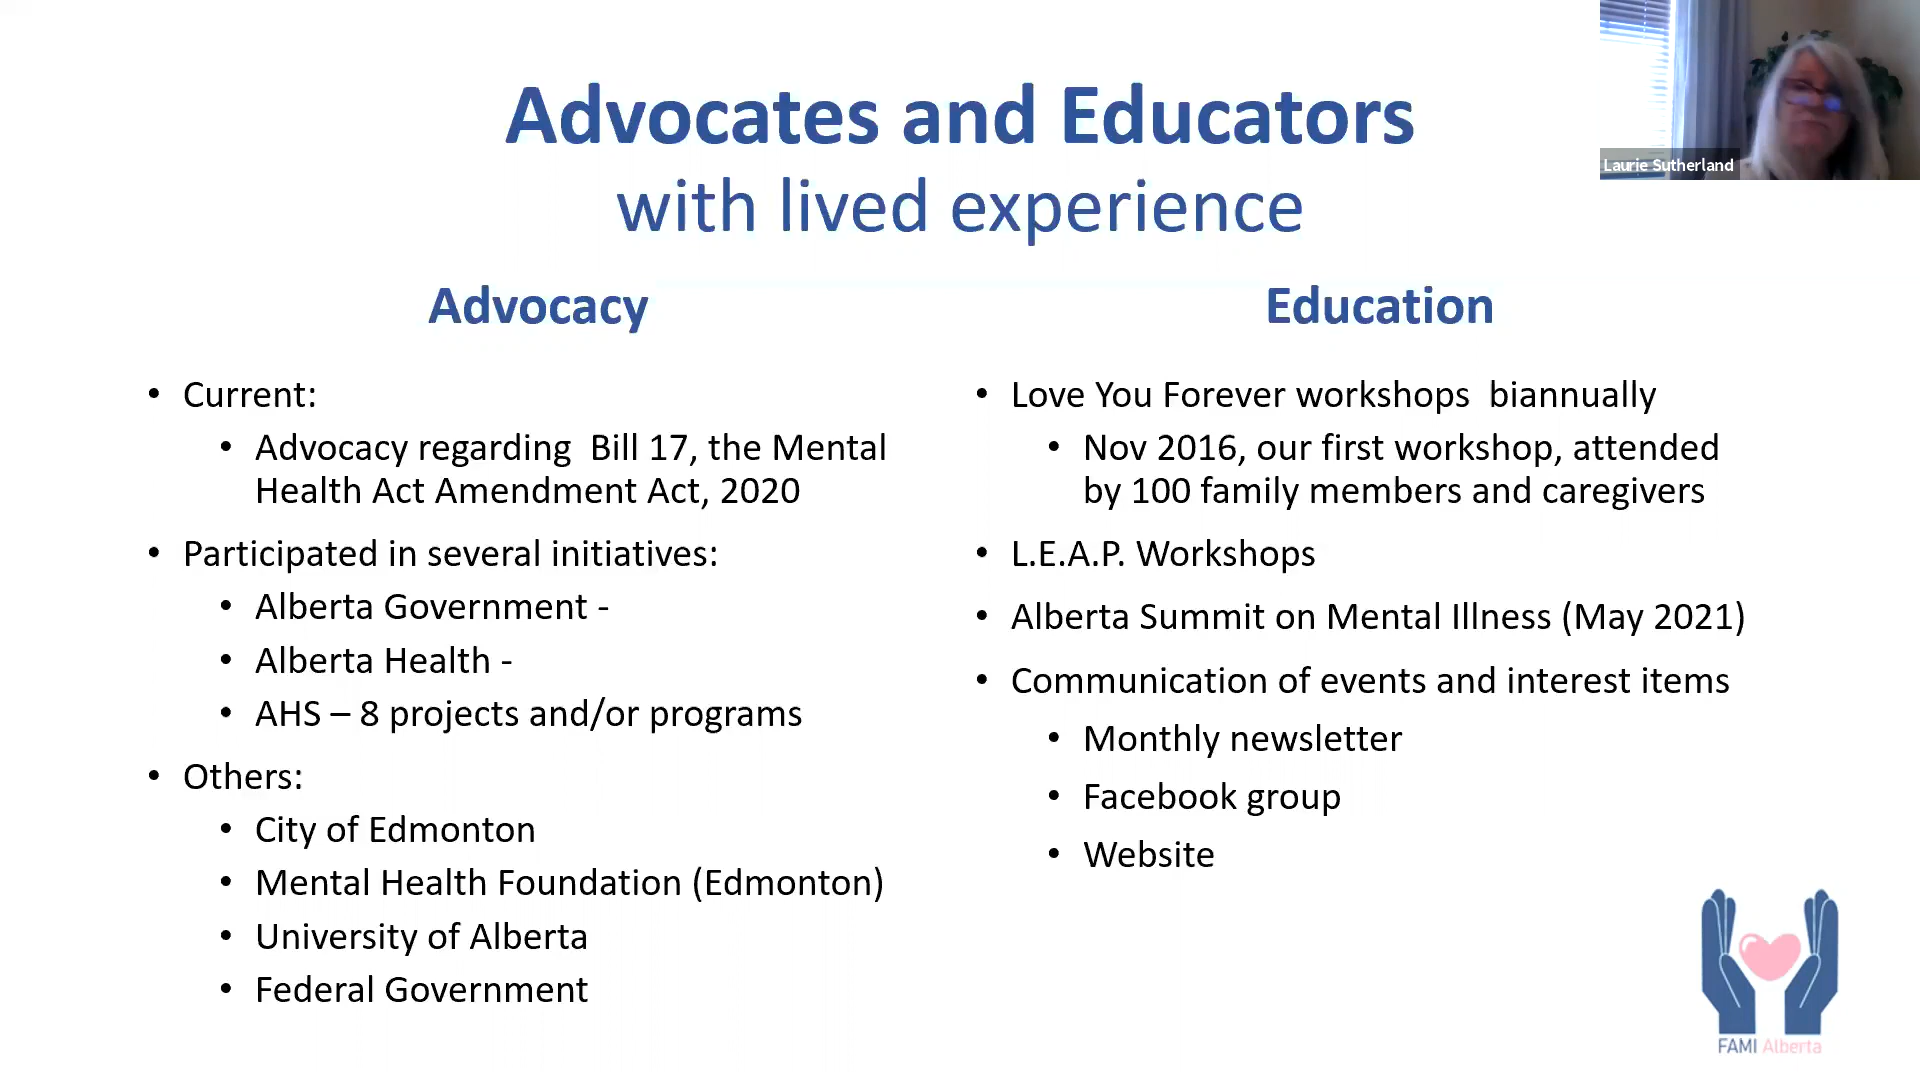 Advocates and Educators
with lived experience
Laurie Sutherland
Advocacy
• Current:
• Advocacy regarding  Bill 17, the Mental
Health Act Amendment Act, 2020
• Participated in several initiatives:
• Alberta Government -
• Alberta Health -
• AHS – 8 projects and/or programs
• Others:
• City of Edmonton
• Mental Health Foundation (Edmonton)
• University of Alberta
• Federal Government
Education
• Love You Forever workshops  biannually
• Nov 2016, our first workshop, attended
by 100 family members and caregivers
• L.E.A.P. Workshops
• Alberta Summit on Mental Illness (May 2021)
• Communication of events and interest items
• Monthly newsletter
• Facebook group
• Website
FAMI Alberta